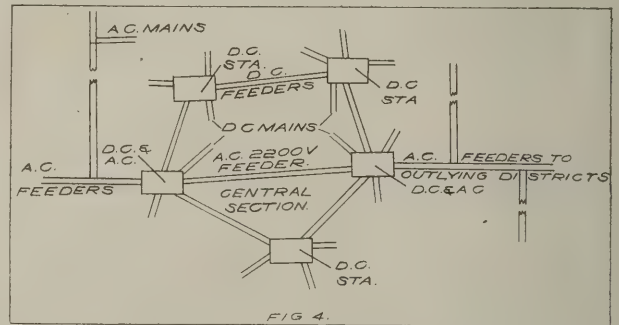 A.C. MAINS
D.C.
STA.
D.C.
FEEDERS
D.C.
STA
D C MAINS
D.C. &
A.C.
A.C. 2200 V
FEEDER.
A.C.
FEEDERS
CENTRAL
SECTION.
A.C. FEEDERS TO
OUTLYING DISTRICTS
D.C. & A C
D.C.
STA.
FIG 4.